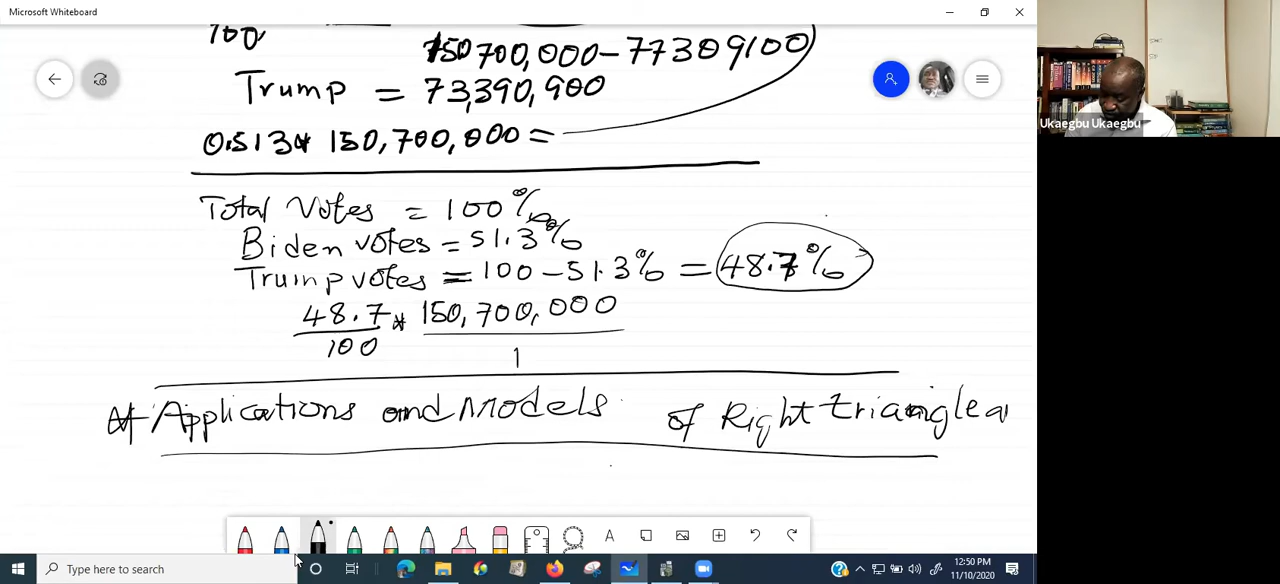 Microsoft Whiteboard
100
150,700,000 - 77309100
Trump = 73,390,900
0.513* 150,700,000 =
Total Votes = 100%
Biden votes = 51.3%
Trump votes = 100 - 51.3% = 48.7%
48.7 * 150,700,000
100 1
* Applications and Models of Right triangle
Ukaegbu Ukaegbu
A
Type here to search
12:50 PM
11/10/2020